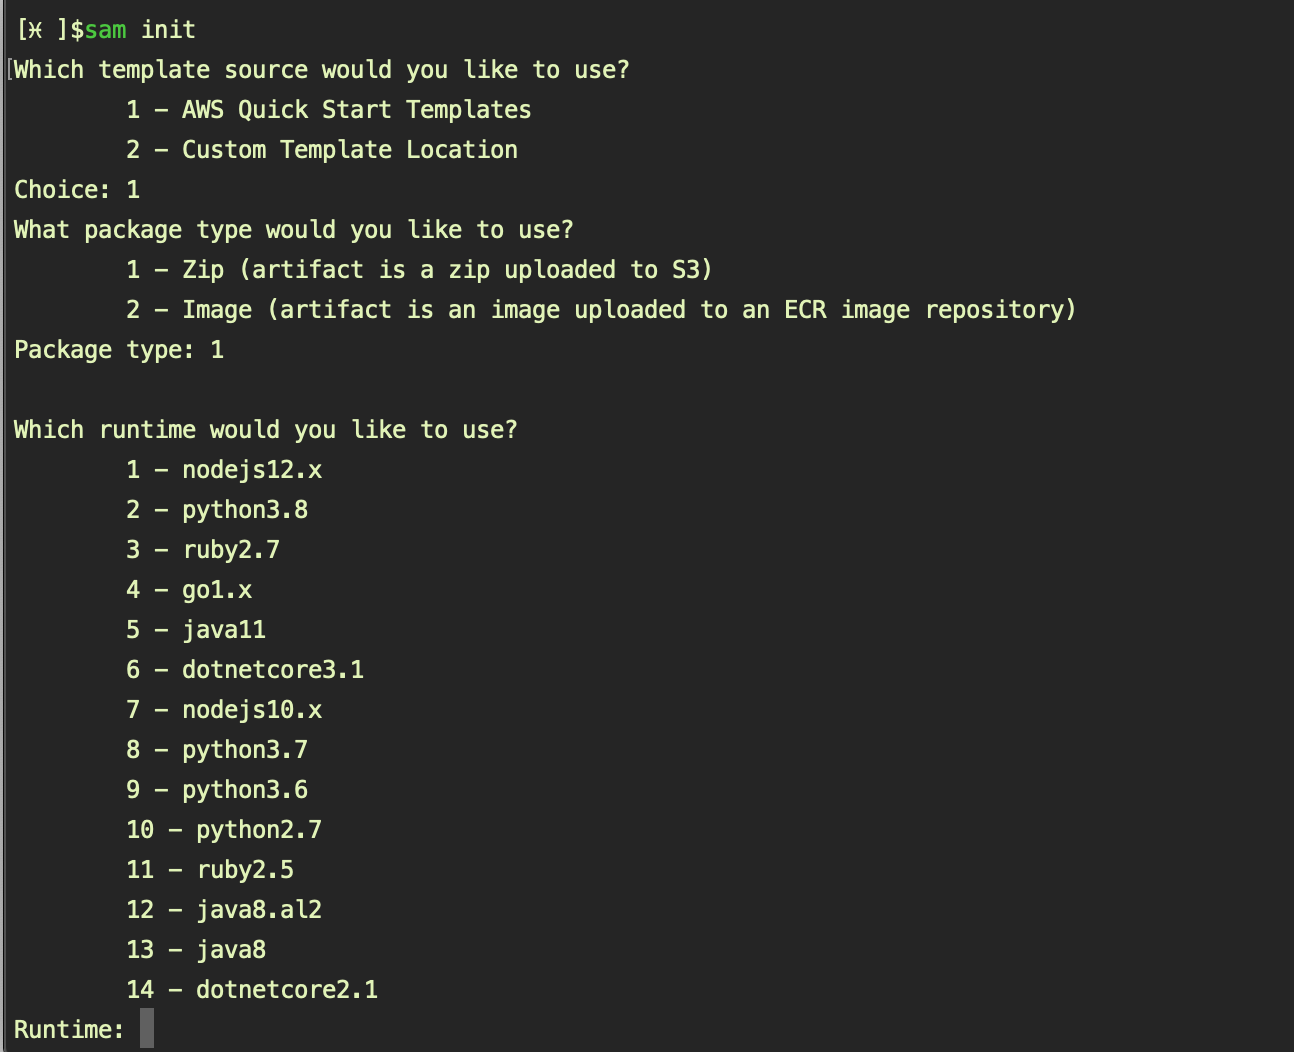 [♓ ]$sam init
[Which template source would you like to use?
1 - AWS Quick Start Templates
2 - Custom Template Location
Choice: 1
What package type would you like to use?
1 - Zip (artifact is a zip uploaded to S3)
2 - Image (artifact is an image uploaded to an ECR image repository)
Package type: 1
Which runtime would you like to use?
1 - nodejs12.x
2 - python3.8
3 - ruby2.7
4 - go1.x
5 - java11
6 - dotnetcore3.1
7 - nodejs10.x
8 - python3.7
9 - python3.6
10 - python2.7
11 - ruby2.5
12 - java8.al2
13 - java8
14 - dotnetcore2.1
Runtime: